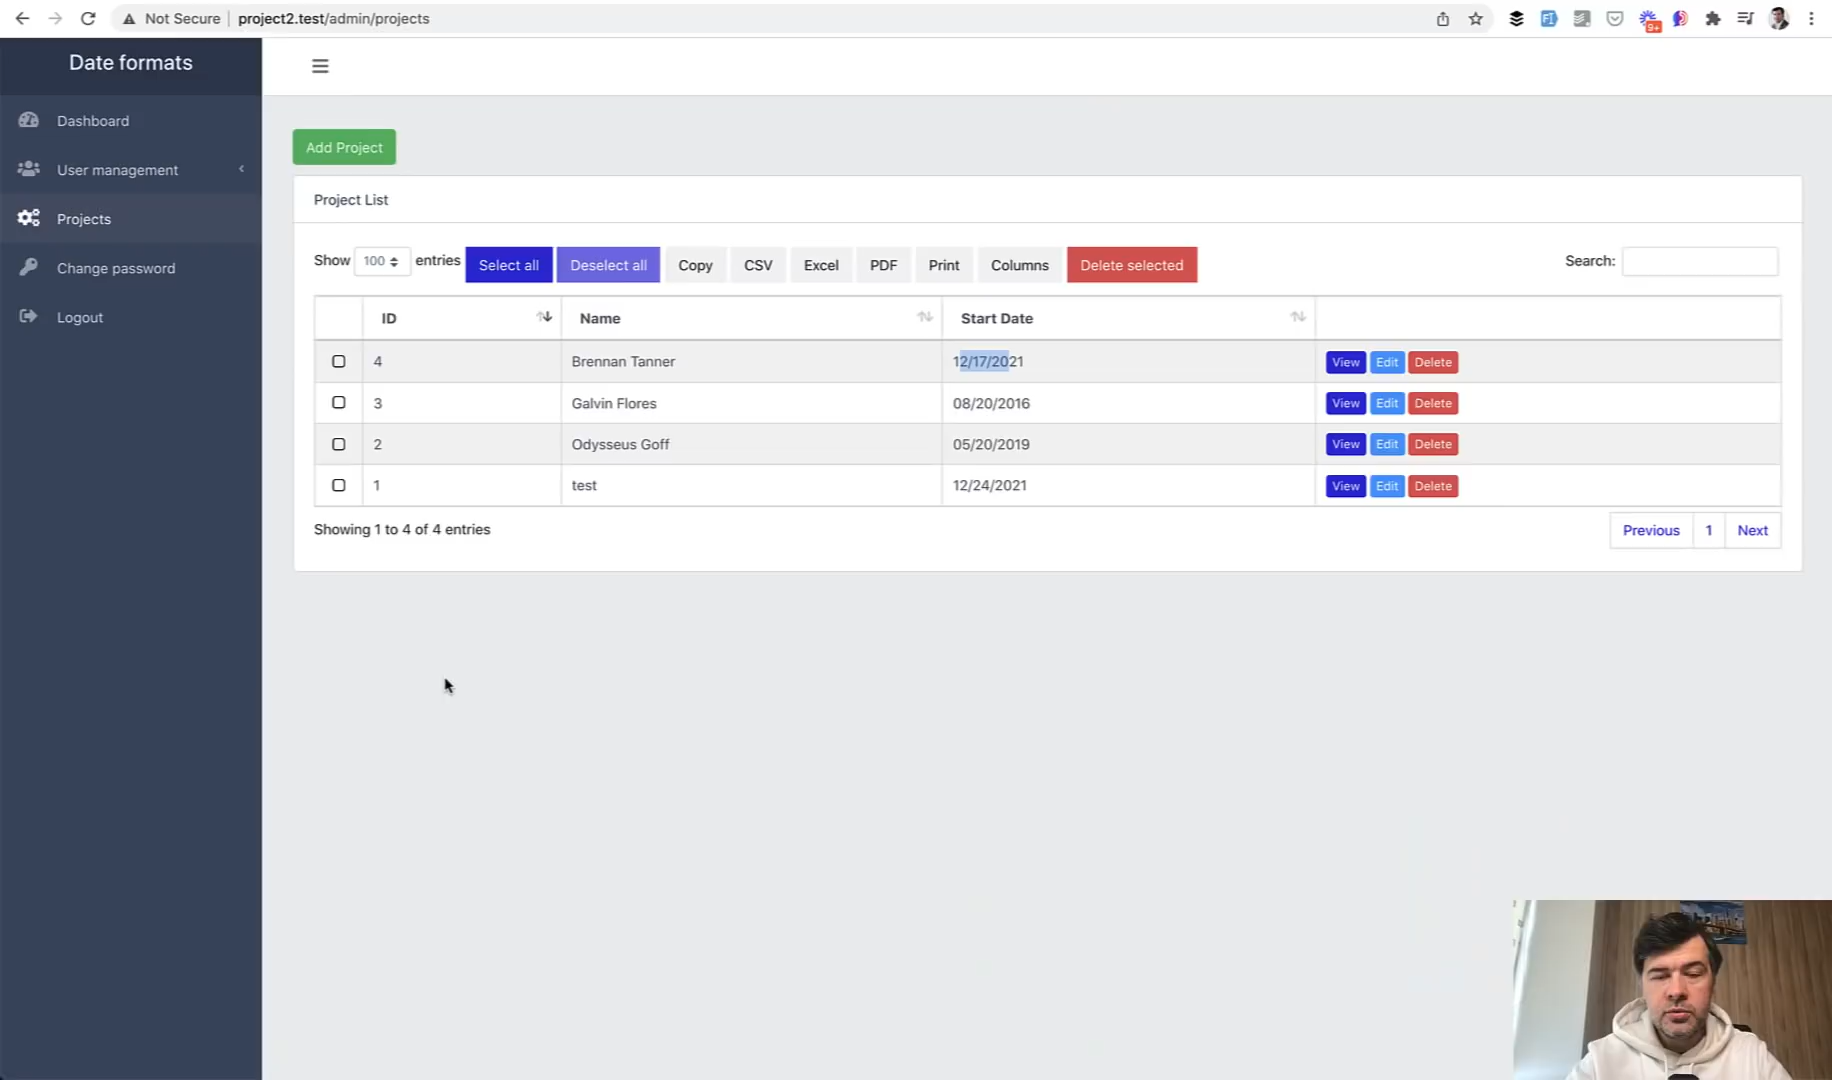 Not Secure project2.test/admin/projects
9+
Date formats
Dashboard
User management
Projects
Change password
Logout
Add Project
Project List
Show 100 entries Select all Deselect all Copy CSV Excel PDF Print Columns Delete selected Search:
ID Name Start Date
4 Brennan Tanner 12/17/2021 View Edit Delete
3 Galvin Flores 08/20/2016 View Edit Delete
2 Odysseus Goff 05/20/2019 View Edit Delete
1 test 12/24/2021 View Edit Delete
Showing 1 to 4 of 4 entries Previous 1 Next